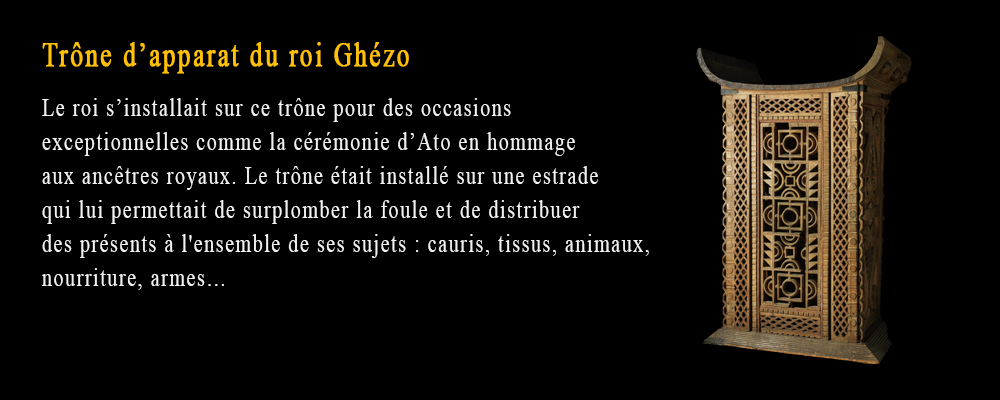 Trône d’apparat du roi Ghézo
Le roi s’installait sur ce trône pour des occasions
exceptionnelles comme la cérémonie d’Ato en hommage
aux ancêtres royaux. Le trône était installé sur une estrade
qui lui permettait de surplomber la foule et de distribuer
des présents à l'ensemble de ses sujets : cauris, tissus, animaux,
nourriture, armes...